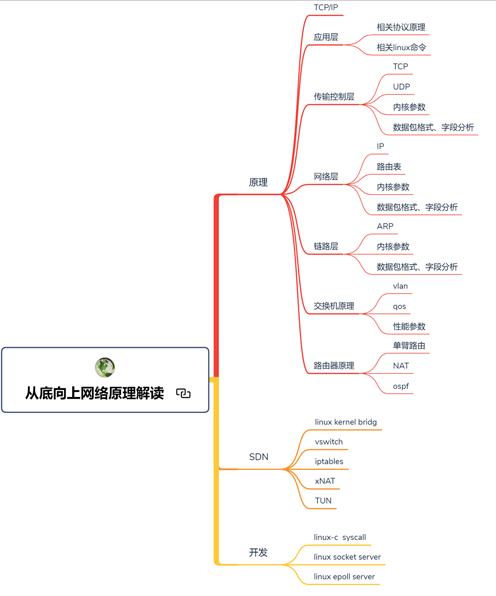 TCP/IP
应用层
相关协议原理
相关linux命令
传输控制层
TCP
UDP
内核参数
数据包格式、字段分析
原理
网络层
IP
路由表
内核参数
数据包格式、字段分析
链路层
ARP
内核参数
数据包格式、字段分析
交换机原理
vlan
qos
性能参数
路由器原理
单臂路由
NAT
ospf
从底向上网络原理解读
SDN
linux kernel bridg
vswitch
iptables
xNAT
TUN
开发
linux-c syscall
linux socket server
linux epoll server